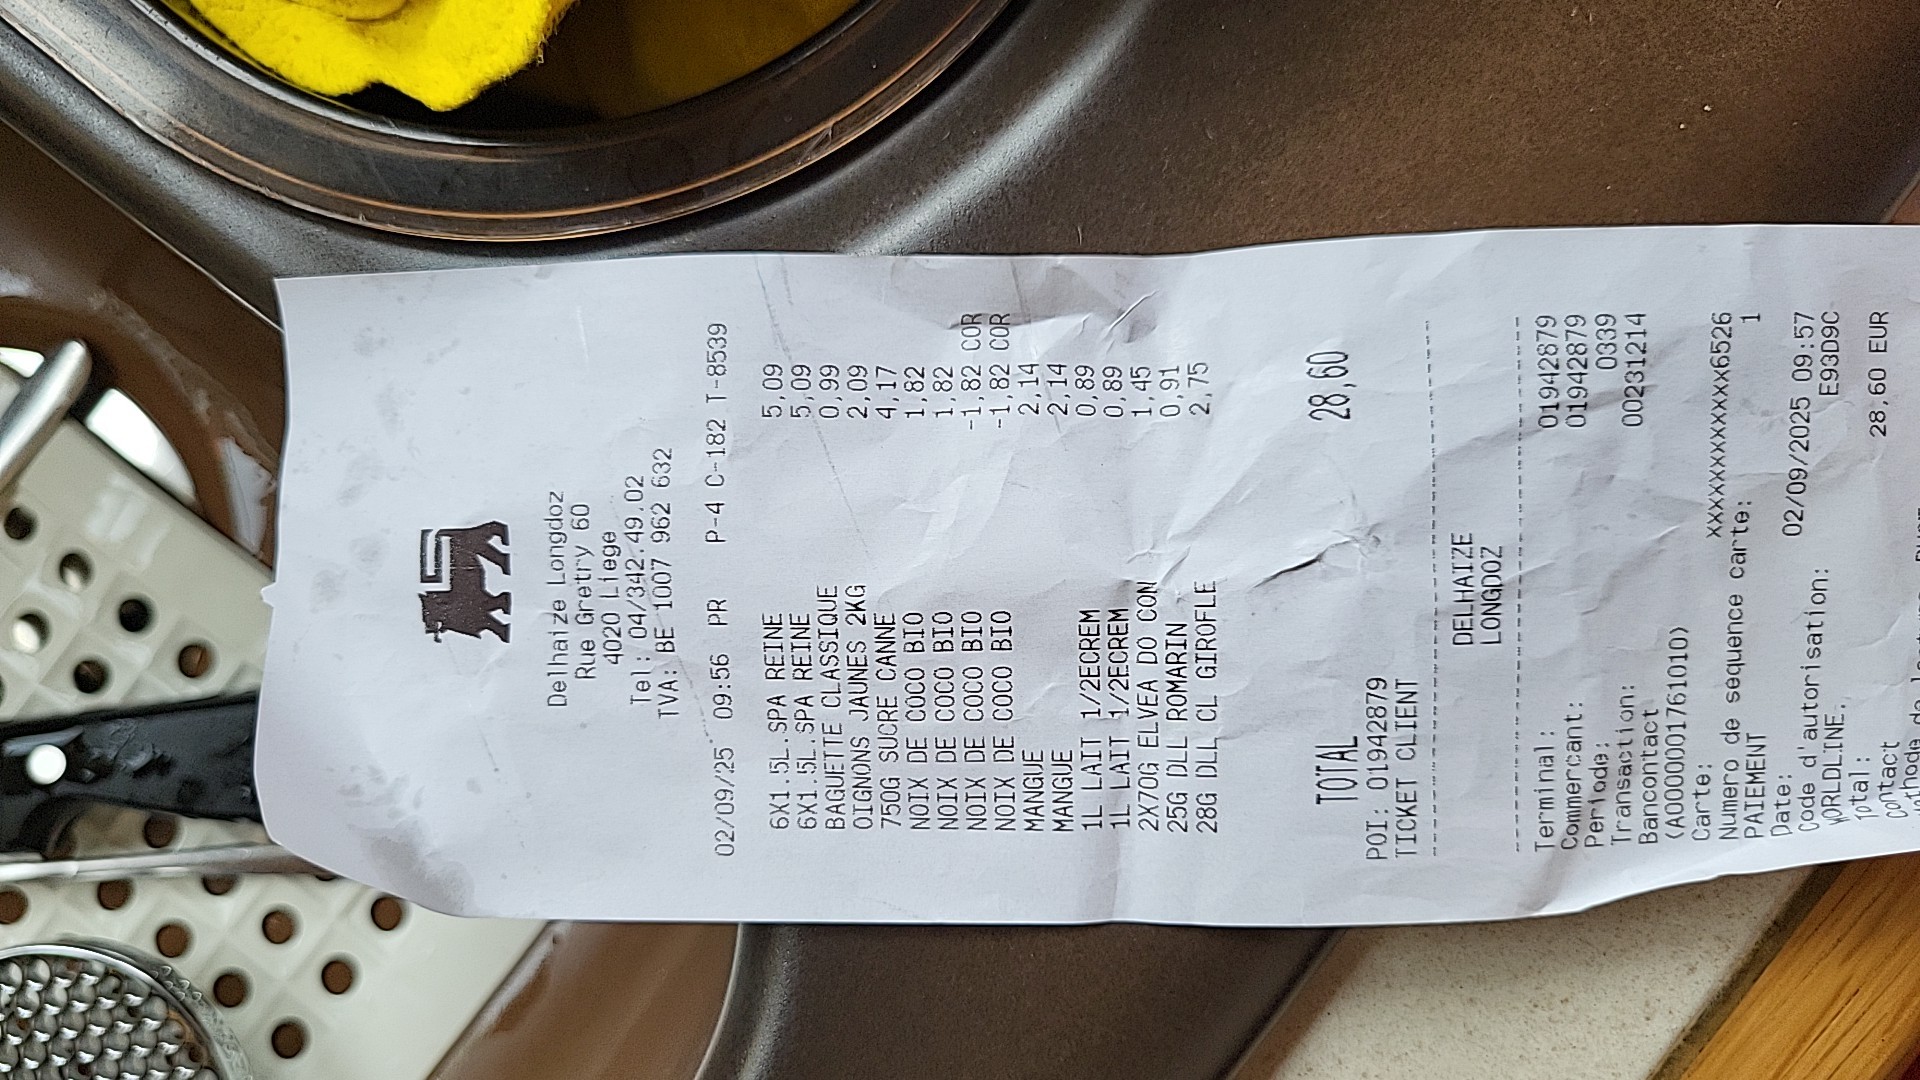 Delhaize Longdoz
Rue Gretry 60
4020 Liege
Tel: 04/342.49.02
TVA: BE 1007 962 632
02/09/25 09:56 PR P-4 C-182 T-8539
6X1.5L.SPA REINE 5,09
6X1.5L.SPA REINE 5,09
BAGUETTE CLASSIQUE 0,99
OIGNONS JAUNES 2KG 2,09
750G SUCRE CANNE 4,17
NOIX DE COCO BIO 1,82
NOIX DE COCO BIO 1,82
NOIX DE COCO BIO -1,82 COR
NOIX DE COCO BIO -1,82 COR
MANGUE 2,14
MANGUE 2,14
1L LAIT 1/2ECREM 0,89
1L LAIT 1/2ECREM 0,89
2X70G ELVEA DO CON 1,45
25G DLL ROMARIN 0,91
28G DLL CL GIROFLE 2,75
TOTAL 28,60
POI: 01942879
TICKET CLIENT
DELHAIZE
LONGDOZ
Terminal: 01942879
Commercant: 01942879
Periode: 0339
Transaction: 00231214
Bancontact
(A0000001761010)
Carte: xxxxxxxxxxxxx6526
Numero de sequence carte: 1
PAIEMENT
Date: 02/09/2025 09:57
Code d'autorisation: E93D9C
WORLDLINE.
otal: 28,60 EUR
ontact